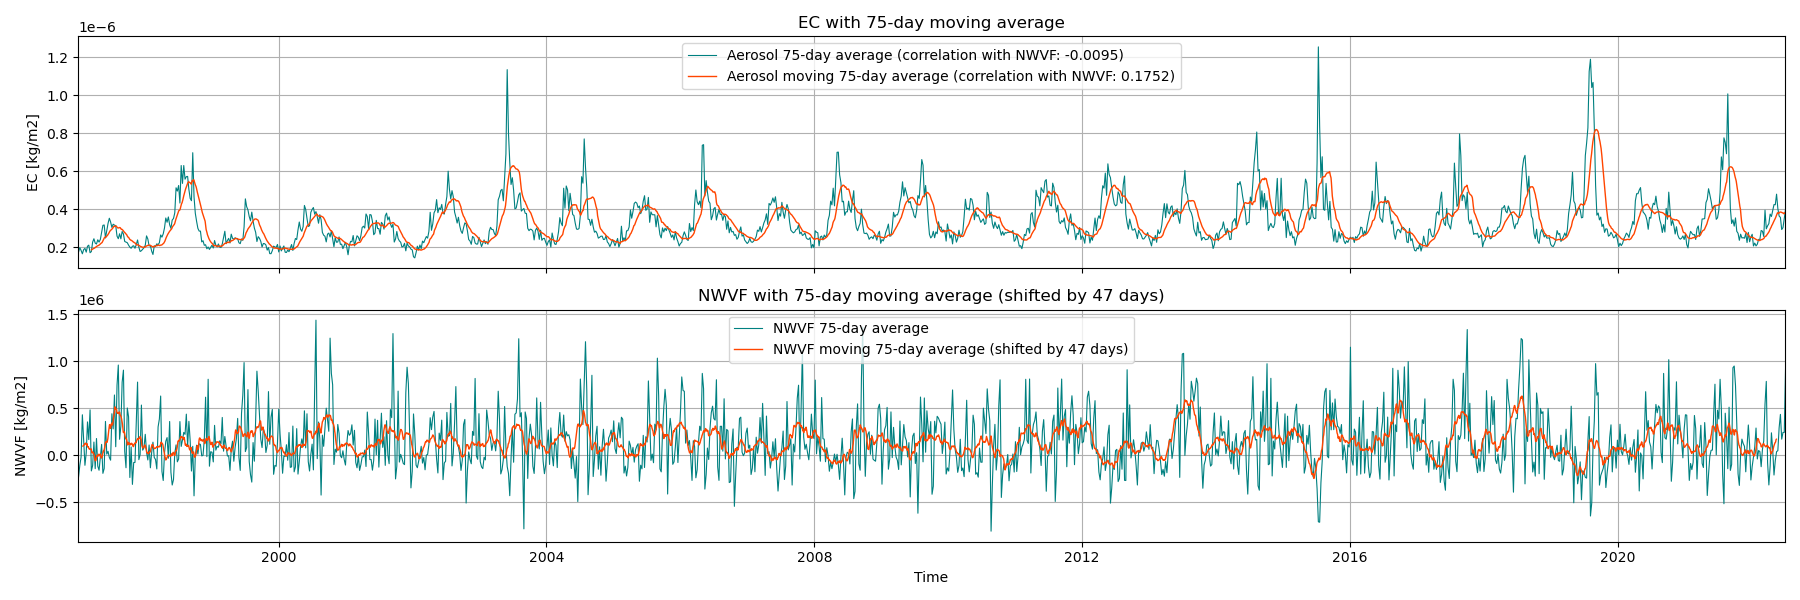 EC with 75-day moving average
1e−6
Aerosol 75-day average (correlation with NWVF: -0.0095)
Aerosol moving 75-day average (correlation with NWVF: 0.1752)
EC [kg/m2]
1.2
1.0
0.8
0.6
0.4
0.2
NWVF with 75-day moving average (shifted by 47 days)
1e6
NWVF 75-day average
NWVF moving 75-day average (shifted by 47 days)
NWVF [kg/m2]
1.5
1.0
0.5
0.0
−0.5
2000 2004 2008 2012 2016 2020
Time